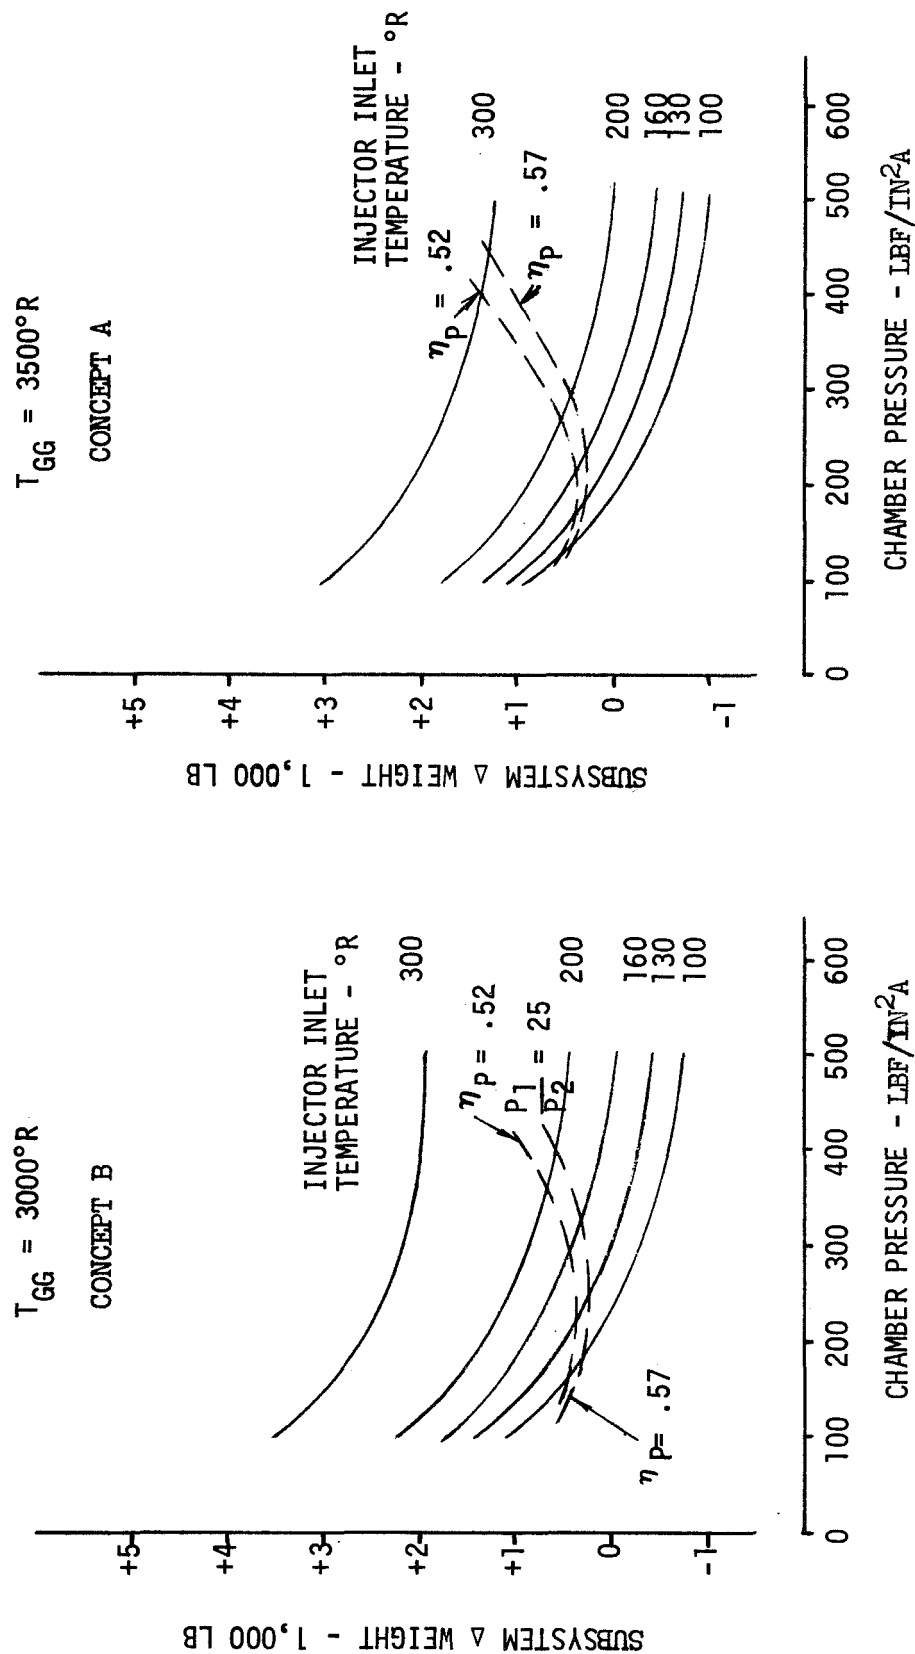 T_GG = 3000°R
CONCEPT B
INJECTOR INLET
TEMPERATURE - °R
300
200
160
130
100
η_P = .52
P1/P2 = 25
η_P = .57
+5
+4
+3
+2
+1
0
-1
SUBSYSTEM Δ WEIGHT - 1,000 LB
0 100 200 300 400 500 600
CHAMBER PRESSURE - LBF/IN²A
T_GG = 3500°R
CONCEPT A
INJECTOR INLET
TEMPERATURE - °R
300
200
160
130
100
η_P = .52
η_P = .57
+5
+4
+3
+2
+1
0
-1
SUBSYSTEM Δ WEIGHT - 1,000 LB
0 100 200 300 400 500 600
CHAMBER PRESSURE - LBF/IN²A